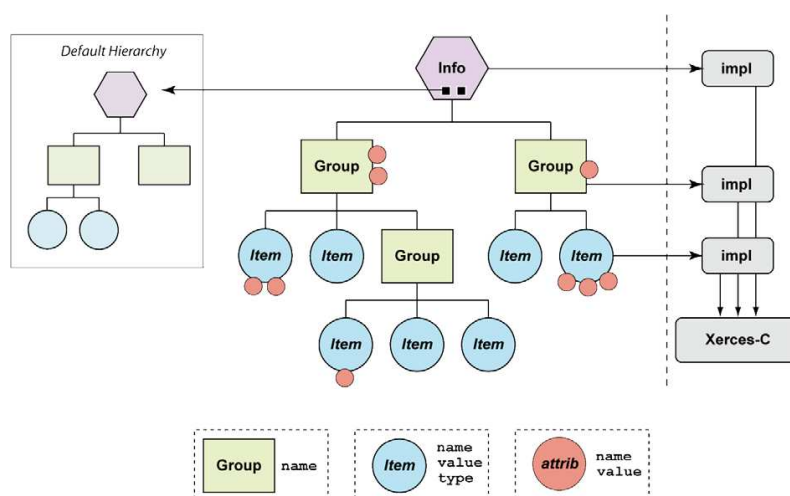 Default Hierarchy
Info
impl
Group
Group
impl
Item
Item
Group
Item
Item
impl
Item
Item
Item
Xerces-C
Group
name
Item
name
value
type
attrib
name
value